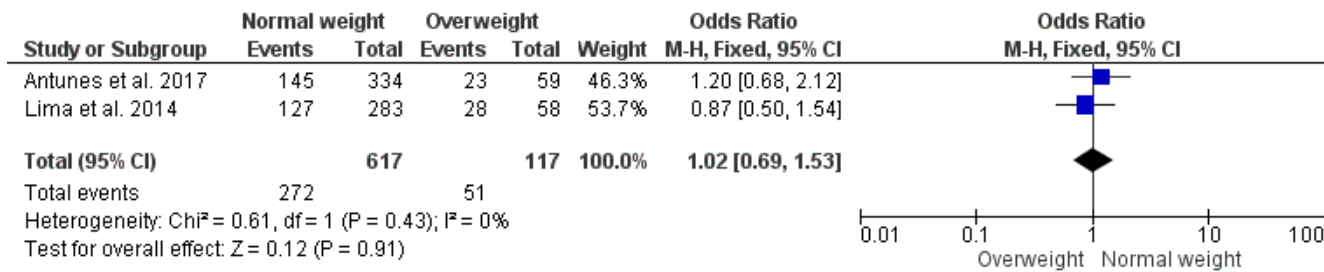 Normal weight Overweight Odds Ratio Odds Ratio
Study or Subgroup Events Total Events Total Weight M-H, Fixed, 95% CI M-H, Fixed, 95% CI
Antunes et al. 2017 145 334 23 59 46.3% 1.20 [0.68, 2.12]
Lima et al. 2014 127 283 28 58 53.7% 0.87 [0.50, 1.54]
Total (95% CI) 617 117 100.0% 1.02 [0.69, 1.53]
Total events 272 51
Heterogeneity: Chi² = 0.61, df = 1 (P = 0.43); I² = 0%
Test for overall effect: Z = 0.12 (P = 0.91)
0.01 0.1 1 10 100
Overweight Normal weight